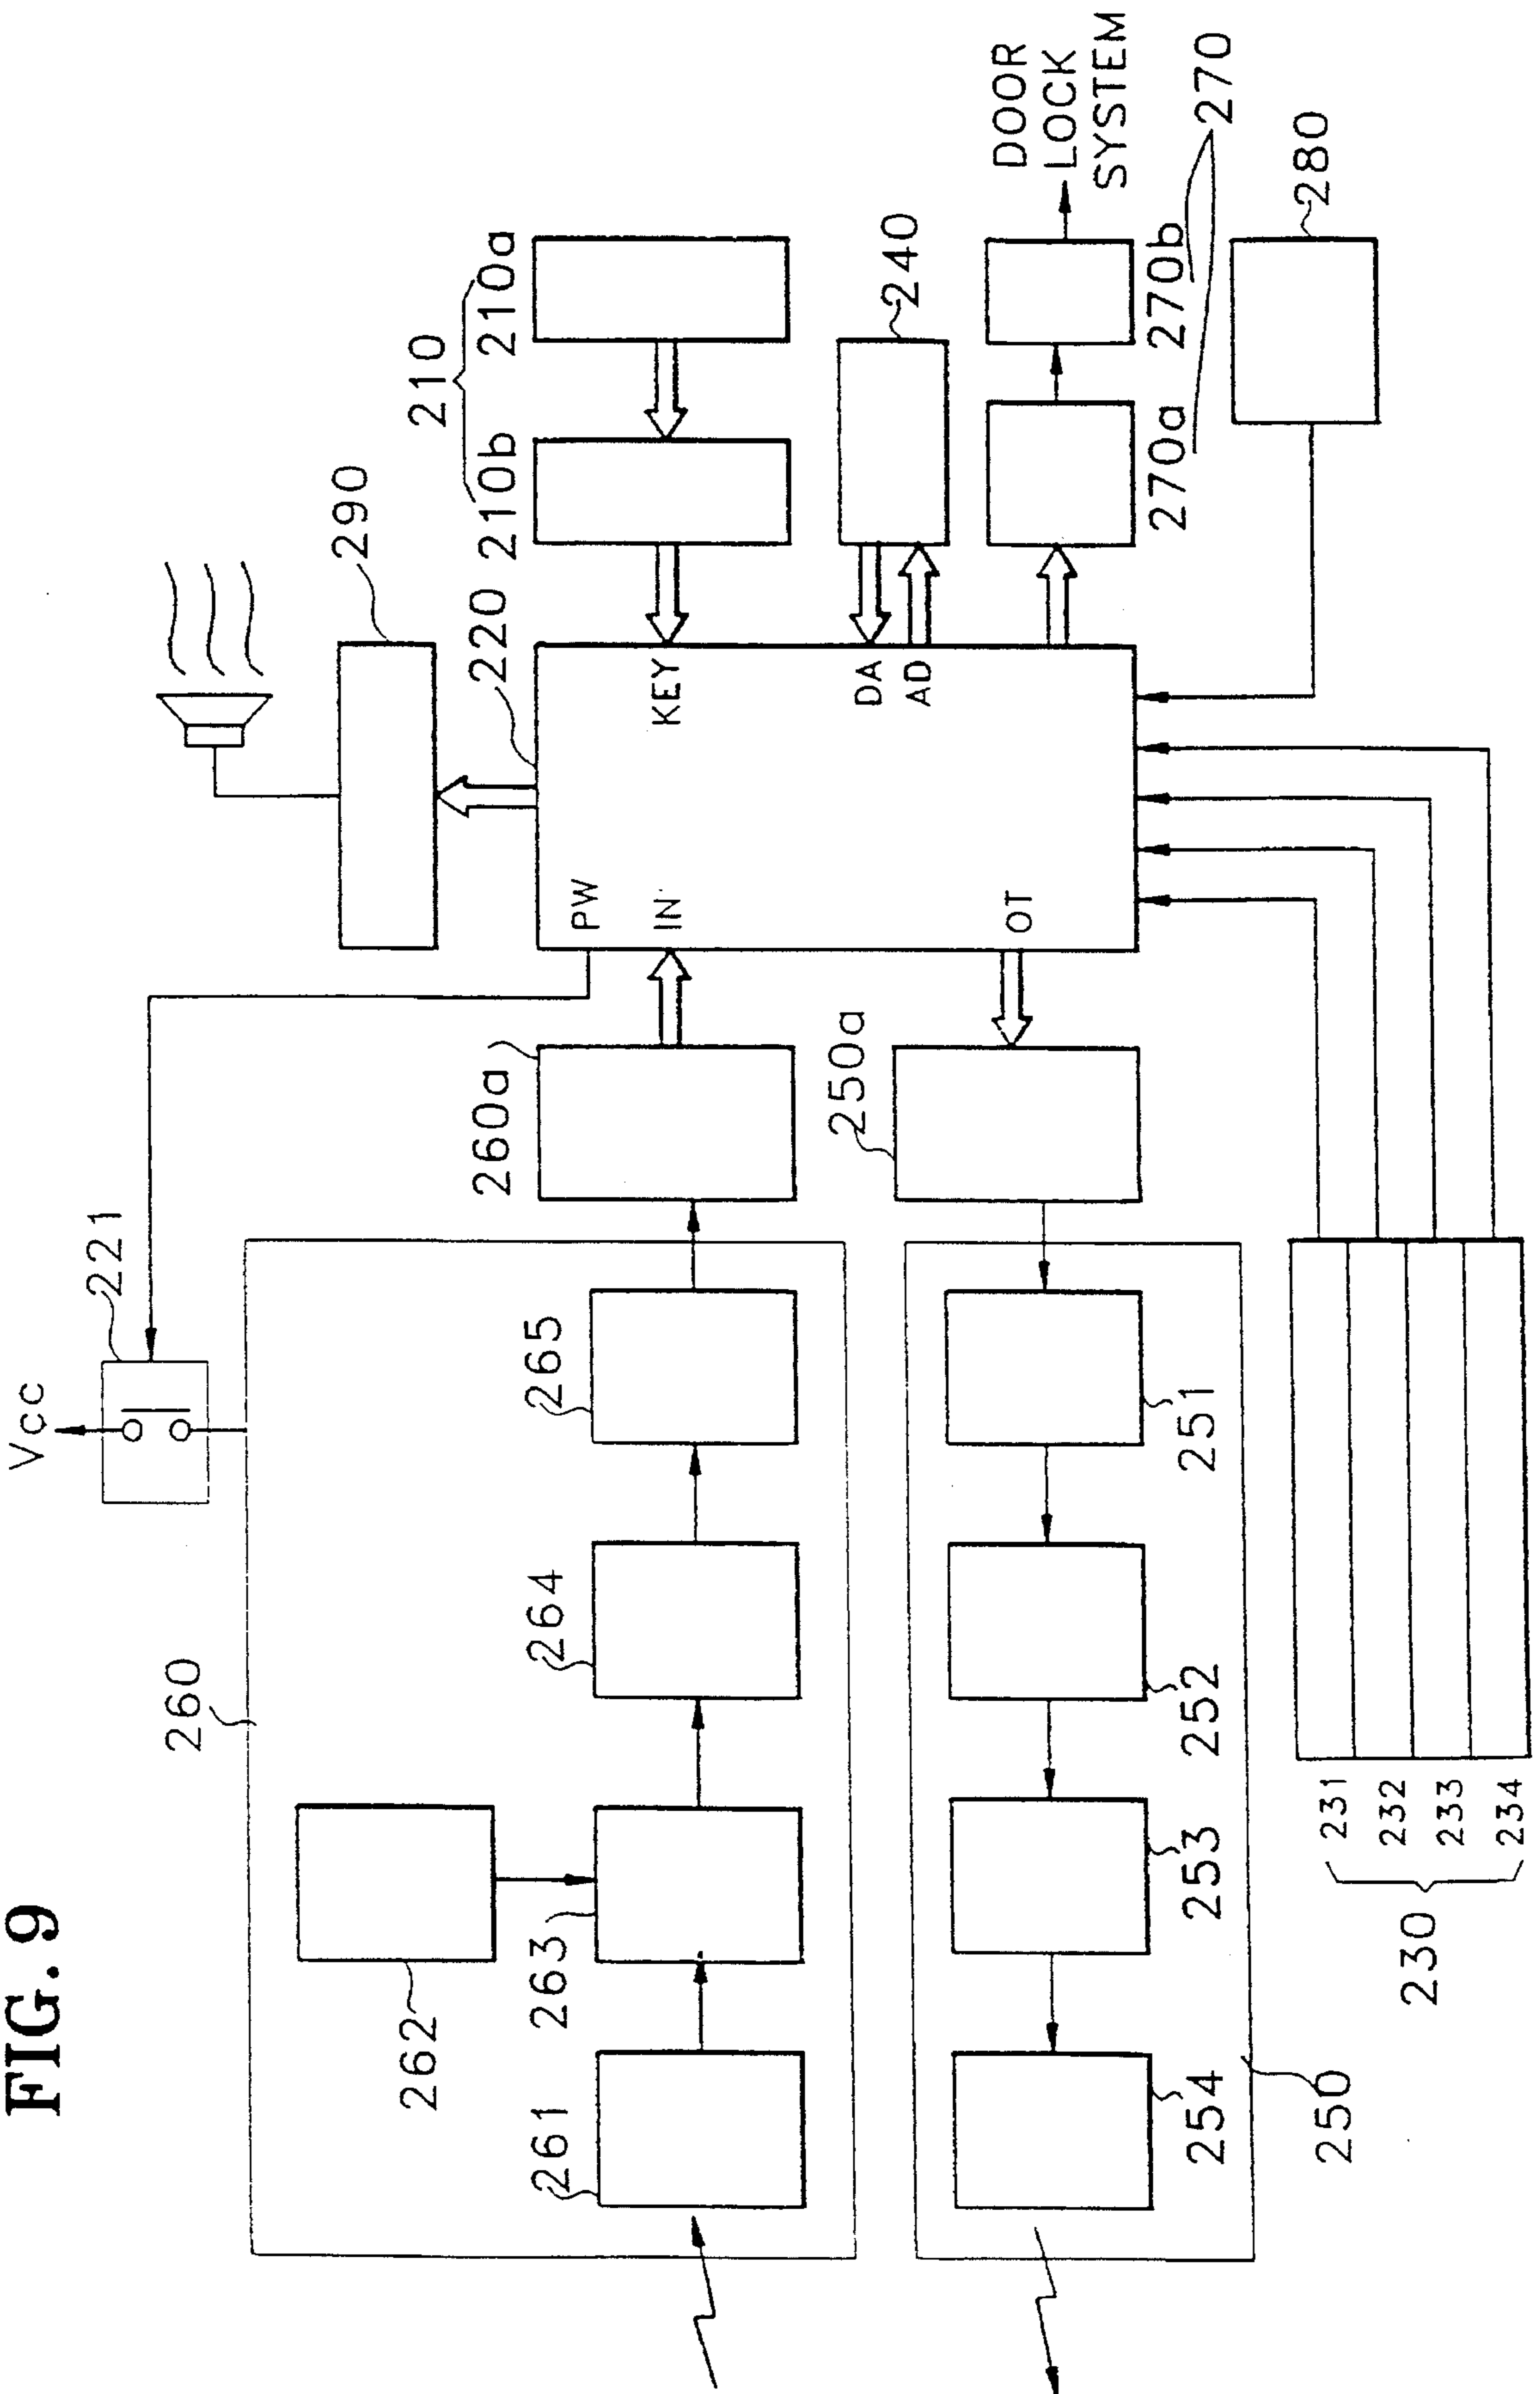 FIG. 9
Vcc
221
260
262
261
263
264
265
260a
290
220
210
210b
210a
PW
IN
KEY
DA
AD
OT
240
DOOR
LOCK
SYSTEM
270a
270b
270
280
250a
251
252
253
254
250
231
232
233
234
230